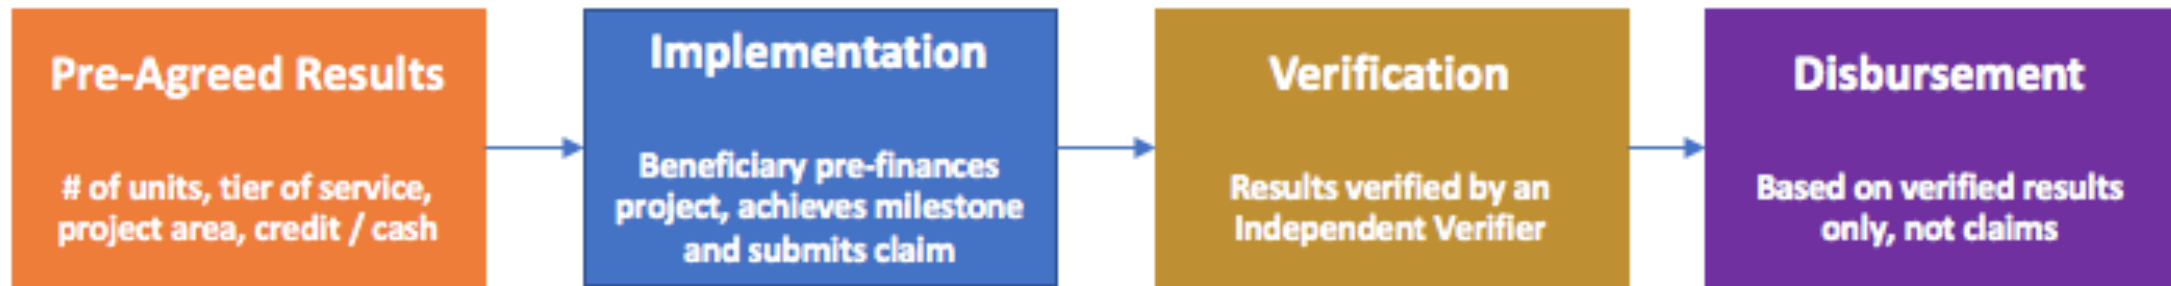 Pre-Agreed Results
# of units, tier of service,
project area, credit / cash
Implementation
Beneficiary pre-finances
project, achieves milestone
and submits claim
Verification
Results verified by an
Independent Verifier
Disbursement
Based on verified results
only, not claims